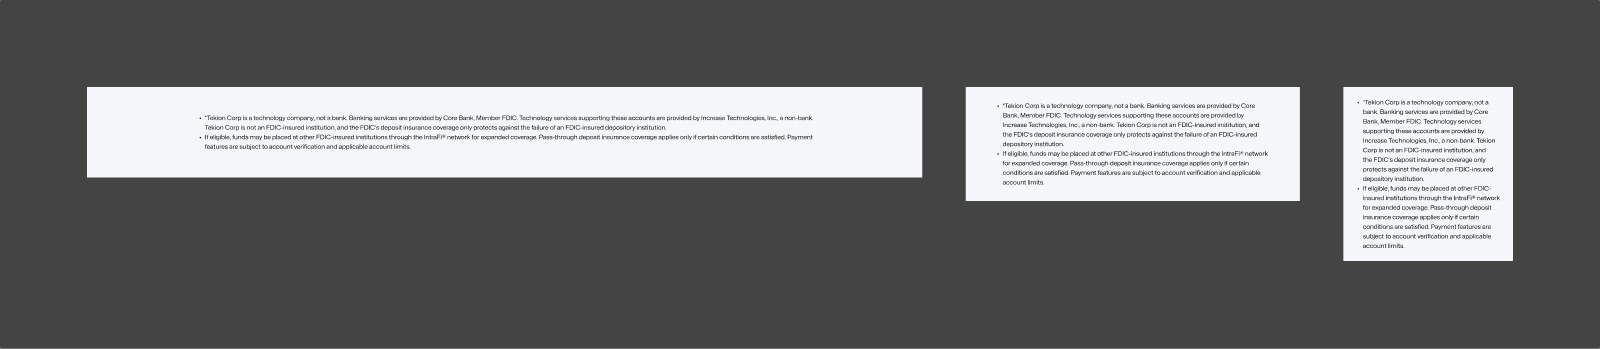 • *Tekion Corp is a technology company, not a bank. Banking services are provided by Core Bank, Member FDIC. Technology services supporting these accounts are provided by Increase Technologies, Inc., a non-bank.
Tekion Corp is not an FDIC-insured institution, and the FDIC's deposit insurance coverage only protects against the failure of an FDIC-insured depository institution.
• If eligible, funds may be placed at other FDIC-insured institutions through the IntraFi® network for expanded coverage. Pass-through deposit insurance coverage applies only if certain conditions are satisfied. Payment
features are subject to account verification and applicable account limits.
• *Tekion Corp is a technology company, not a bank. Banking services are provided by Core
Bank, Member FDIC. Technology services supporting these accounts are provided by
Increase Technologies, Inc., a non-bank. Tekion Corp is not an FDIC-insured institution, and
the FDIC's deposit insurance coverage only protects against the failure of an FDIC-insured
depository institution.
• If eligible, funds may be placed at other FDIC-insured institutions through the IntraFi® network
for expanded coverage. Pass-through deposit insurance coverage applies only if certain
conditions are satisfied. Payment features are subject to account verification and applicable
account limits.
• *Tekion Corp is a technology company, not a
bank. Banking services are provided by Core
Bank, Member FDIC. Technology services
supporting these accounts are provided by
Increase Technologies, Inc., a non-bank. Tekion
Corp is not an FDIC-insured institution, and
the FDIC's deposit insurance coverage only
protects against the failure of an FDIC-insured
depository institution.
• If eligible, funds may be placed at other FDIC-
insured institutions through the IntraFi® network
for expanded coverage. Pass-through deposit
insurance coverage applies only if certain
conditions are satisfied. Payment features are
subject to account verification and applicable
account limits.